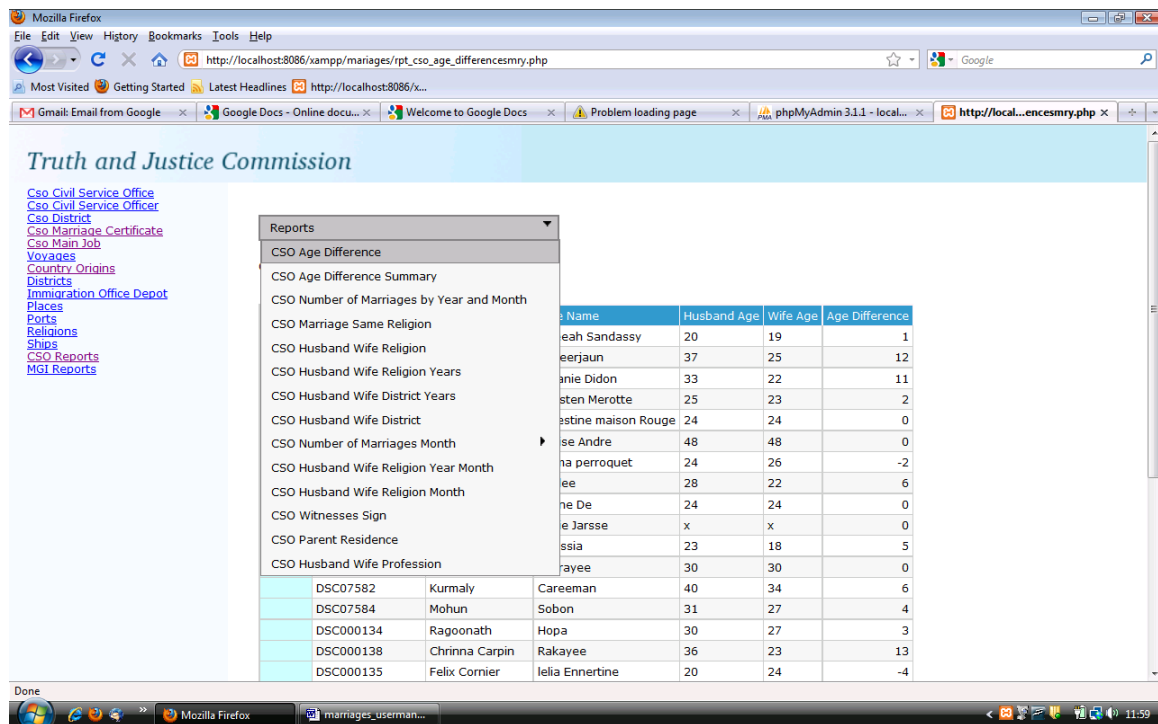 Mozilla Firefox
File Edit View History Bookmarks Tools Help
http://localhost:8086/xampp/mariages/rpt_cso_age_differencesmry.php
Google
Most Visited Getting Started Latest Headlines http://localhost:8086/x...
Gmail: Email from Google Google Docs - Online docu... Welcome to Google Docs Problem loading page phpMyAdmin 3.1.1 - local... http://local...encesmry.php
Truth and Justice Commission
Cso Civil Service Office
Cso Civil Service Officer
Cso District
Cso Marriage Certificate
Cso Main Job
Voyages
Country Origins
Districts
Immigration Office Depot
Places
Ports
Religions
Ships
CSO Reports
MGI Reports
Reports
CSO Age Difference
CSO Age Difference Summary
CSO Number of Marriages by Year and Month
CSO Marriage Same Religion
CSO Husband Wife Religion
CSO Husband Wife Religion Years
CSO Husband Wife District Years
CSO Husband Wife District
CSO Number of Marriages Month
CSO Husband Wife Religion Year Month
CSO Husband Wife Religion Month
CSO Witnesses Sign
CSO Parent Residence
CSO Husband Wife Profession
Name Husband Age Wife Age Age Difference
eah Sandassy 20 19 1
eerjaun 37 25 12
anie Didon 33 22 11
sten Merotte 25 23 2
estine maison Rouge 24 24 0
se Andre 48 48 0
na perroquet 24 26 -2
ee 28 22 6
ne De 24 24 0
e Jarsse x x 0
ssia 23 18 5
rayee 30 30 0
DSC07582 Kurmaly Careeman 40 34 6
DSC07584 Mohun Sobon 31 27 4
DSC000134 Ragoonath Hopa 30 27 3
DSC000138 Chrinna Carpin Rakayee 36 23 13
DSC000135 Felix Cornier lelia Ennertine 20 24 -4
Done
Mozilla Firefox marriages_userman... 11:59